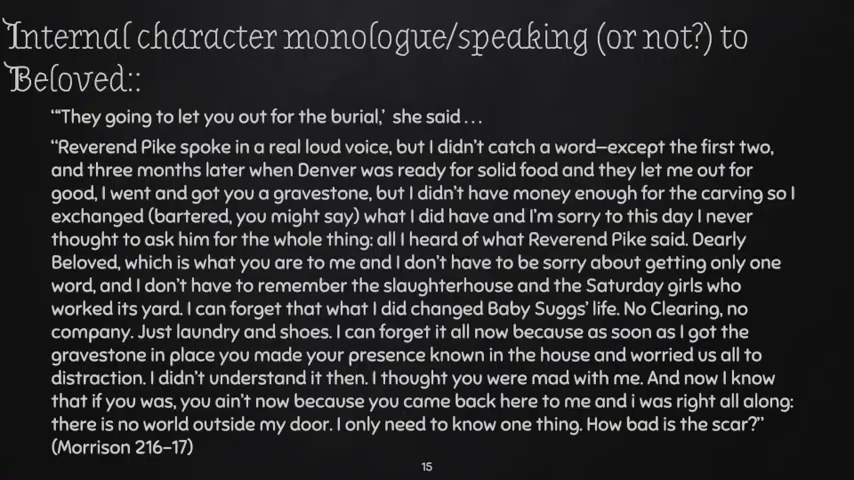 Internal character monologue/speaking (or not?) to
Beloved::
“‘They going to let you out for the burial,’ she said ...
“Reverend Pike spoke in a real loud voice, but I didn’t catch a word—except the first two,
and three months later when Denver was ready for solid food and they let me out for
good, I went and got you a gravestone, but I didn’t have money enough for the carving so I
exchanged (bartered, you might say) what I did have and I’m sorry to this day I never
thought to ask him for the whole thing: all I heard of what Reverend Pike said. Dearly
Beloved, which is what you are to me and I don’t have to be sorry about getting only one
word, and I don’t have to remember the slaughterhouse and the Saturday girls who
worked its yard. I can forget that what I did changed Baby Suggs’ life. No Clearing, no
company. Just laundry and shoes. I can forget it all now because as soon as I got the
gravestone in place you made your presence known in the house and worried us all to
distraction. I didn’t understand it then. I thought you were mad with me. And now I know
that if you was, you ain’t now because you came back here to me and i was right all along:
there is no world outside my door. I only need to know one thing. How bad is the scar?”
(Morrison 216-17)
15